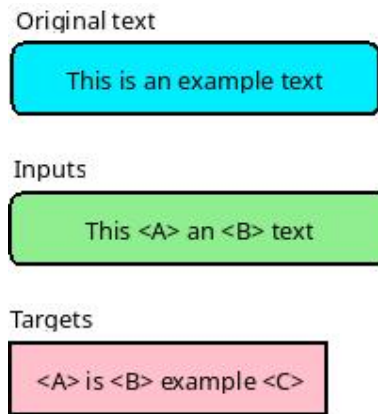 Original text
This is an example text
Inputs
This <A> an <B> text
Targets
<A> is <B> example <C>